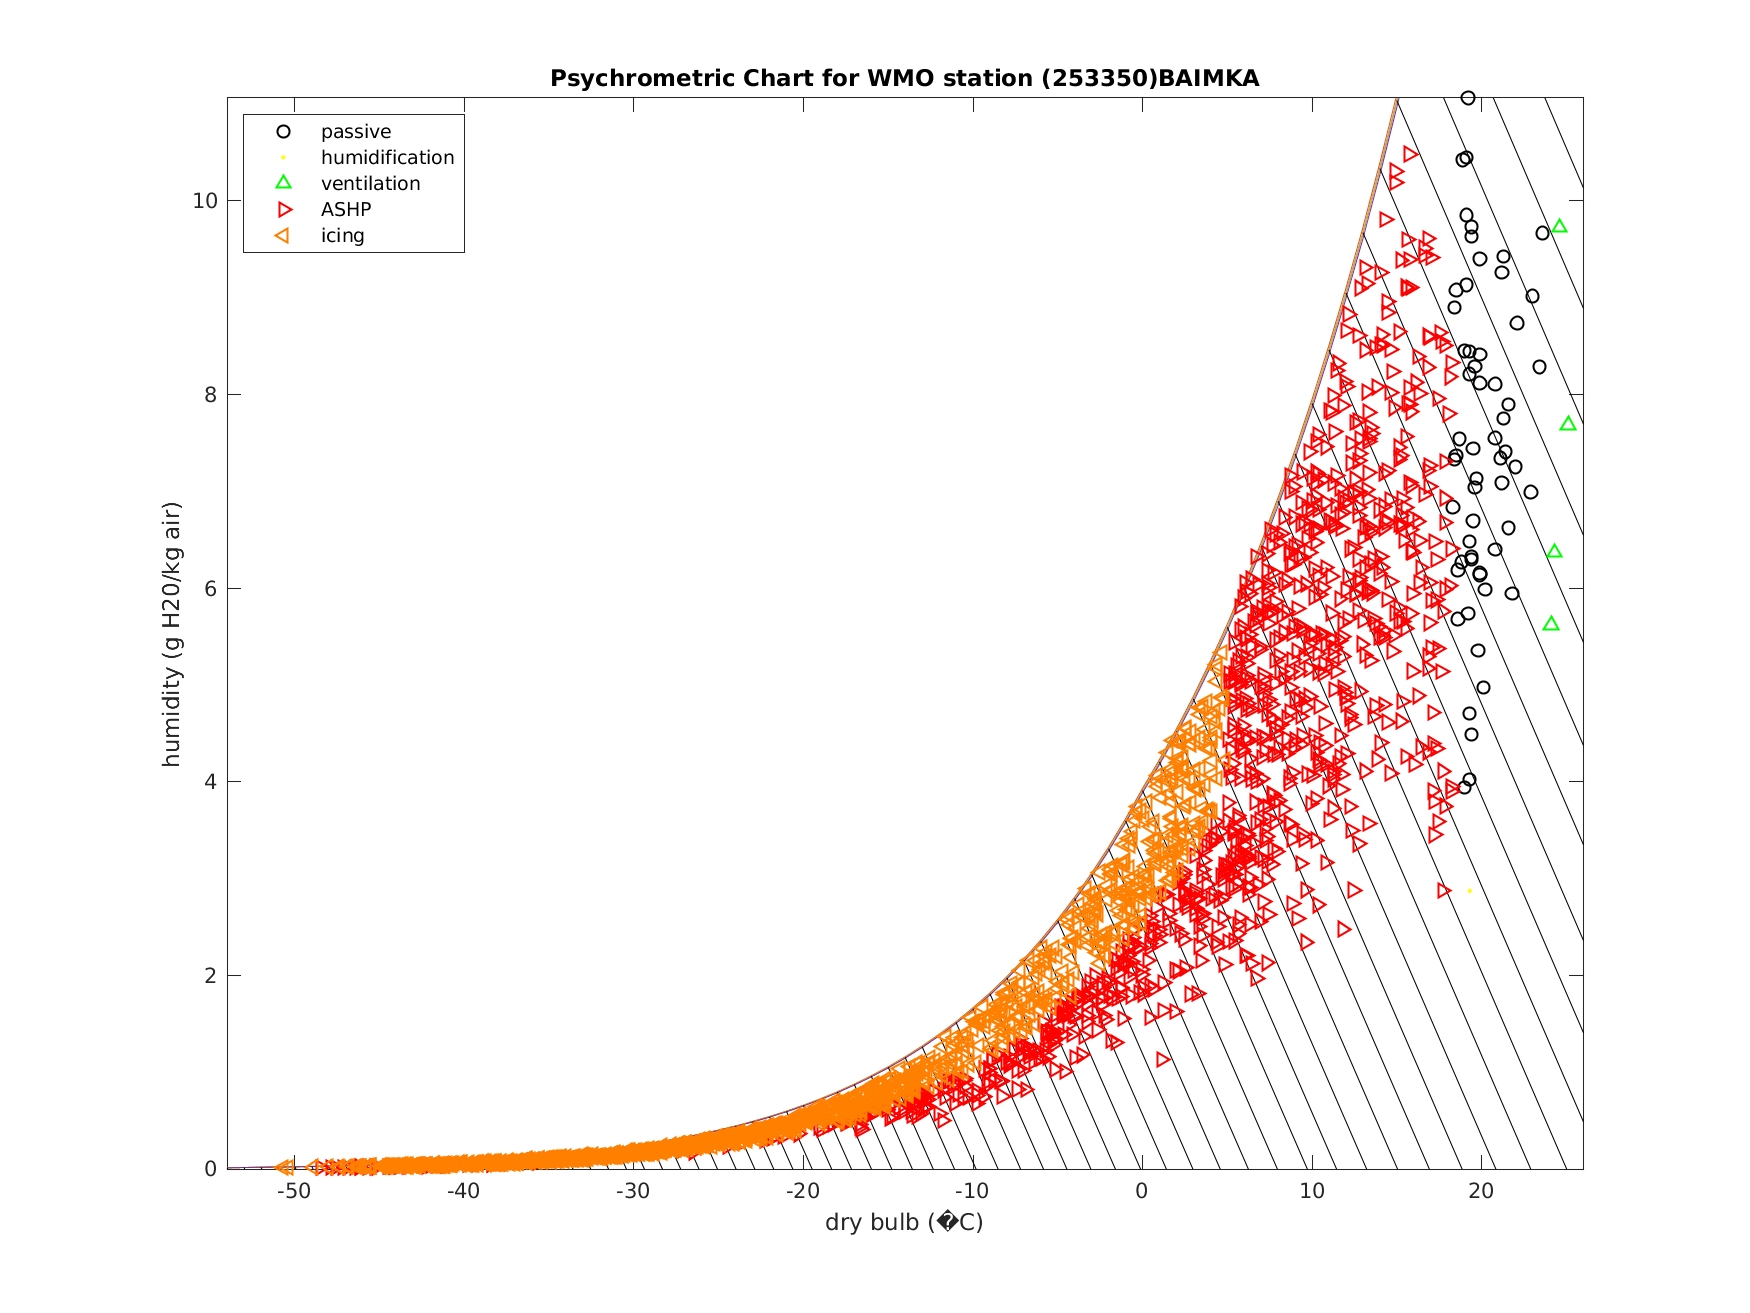 Psychrometric Chart for WMO station (253350)BAIMKA
passive
humidification
ventilation
ASHP
icing
humidity (g H20/kg air)
10
8
6
4
2
0
-50 -40 -30 -20 -10 0 10 20
dry bulb (�C)